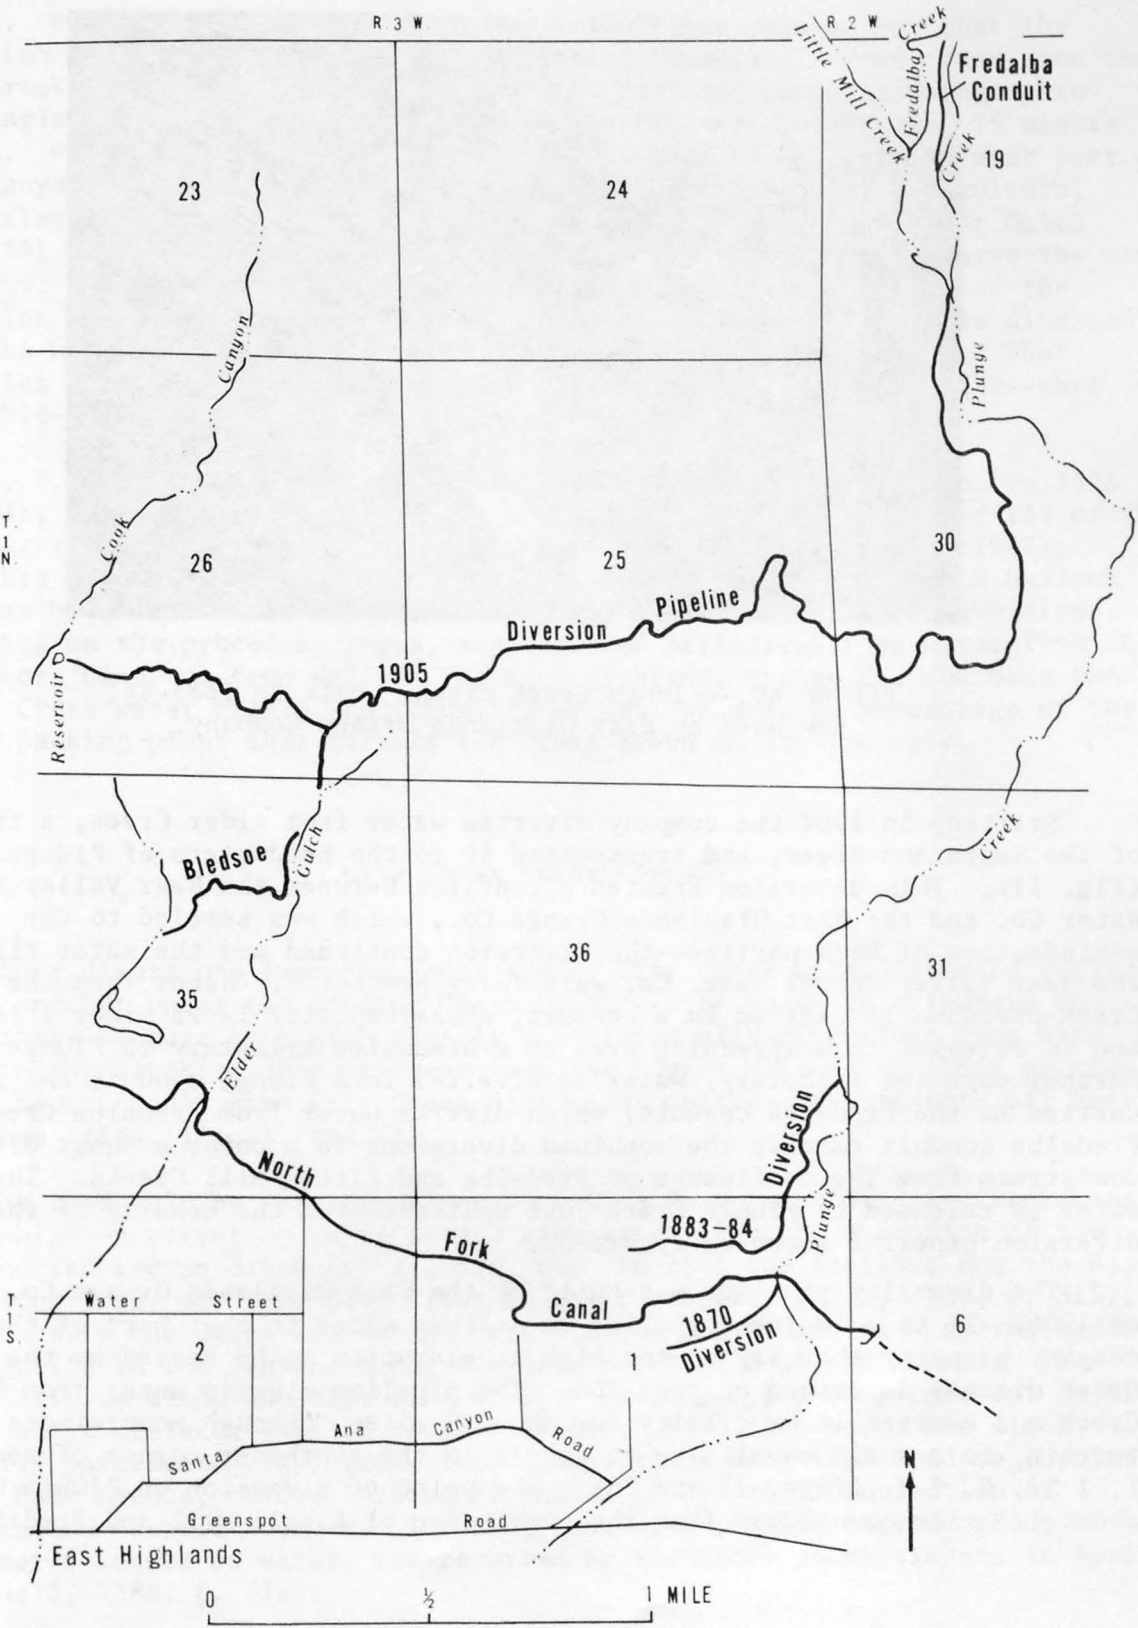 R 3 W
R 2 W
Little Mill Creek
Fredalba Creek
Fredalba
Conduit
Creek
19
23
24
Canyon
Plunge
Cook
T.
1
N.
26
25
30
Diversion Pipeline
1905
Reservoir
Bledsoe
Gulch
Creek
36
31
35
Elder
Diversion
North
1883-84
Plunge
Fork
Canal
T.
1
S.
Water Street
1870
Diversion
6
2
1
Santa Ana Canyon Road
Greenspot Road
N
East Highlands
0 ½ 1 MILE